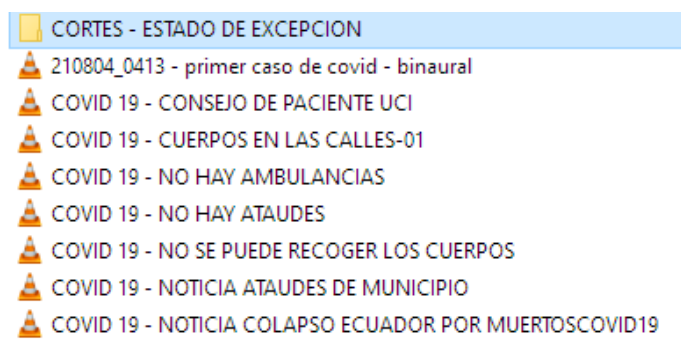 CORTES - ESTADO DE EXCEPCION
210804_0413 - primer caso de covid - binaural
COVID 19 - CONSEJO DE PACIENTE UCI
COVID 19 - CUERPOS EN LAS CALLES-01
COVID 19 - NO HAY AMBULANCIAS
COVID 19 - NO HAY ATAUDES
COVID 19 - NO SE PUEDE RECOGER LOS CUERPOS
COVID 19 - NOTICIA ATAUDES DE MUNICIPIO
COVID 19 - NOTICIA COLAPSO ECUADOR POR MUERTOSCOVID19